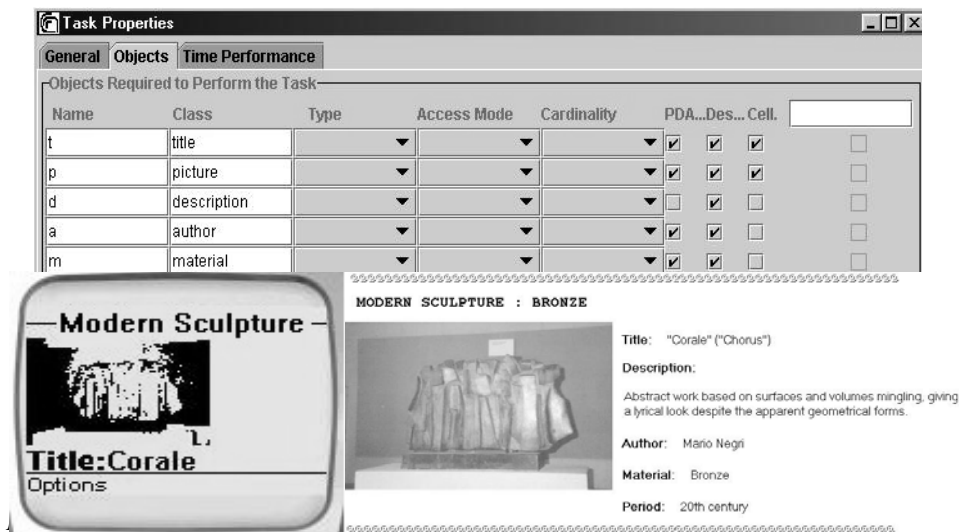 Task Properties
General Objects Time Performance
Objects Required to Perform the Task
Name Class Type Access Mode Cardinality PDA...Des... Cell.
t title
p picture
d description
a author
m material
Modern Sculpture
Title:Corale
Options
MODERN SCULPTURE : BRONZE
Title: "Corale" ("Chorus")
Description:
Abstract work based on surfaces and volumes mingling, giving
a lyrical look despite the apparent geometrical forms.
Author: Mario Negri
Material: Bronze
Period: 20th century